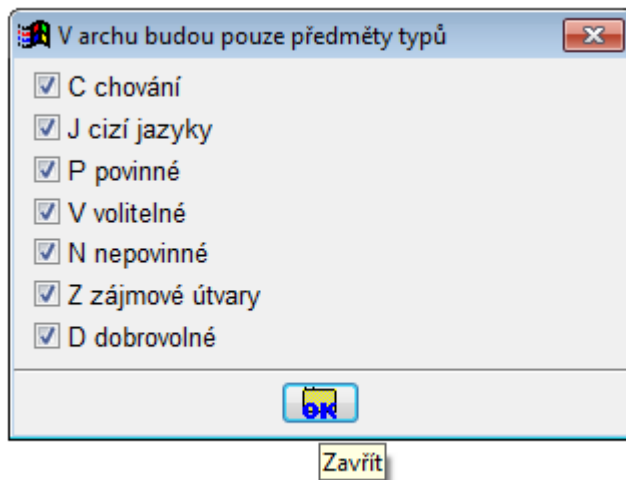 V archu budou pouze předměty typů
C chování
J cizí jazyky
P povinné
V volitelné
N nepovinné
Z zájmové útvary
D dobrovolné
OK
Zavřít